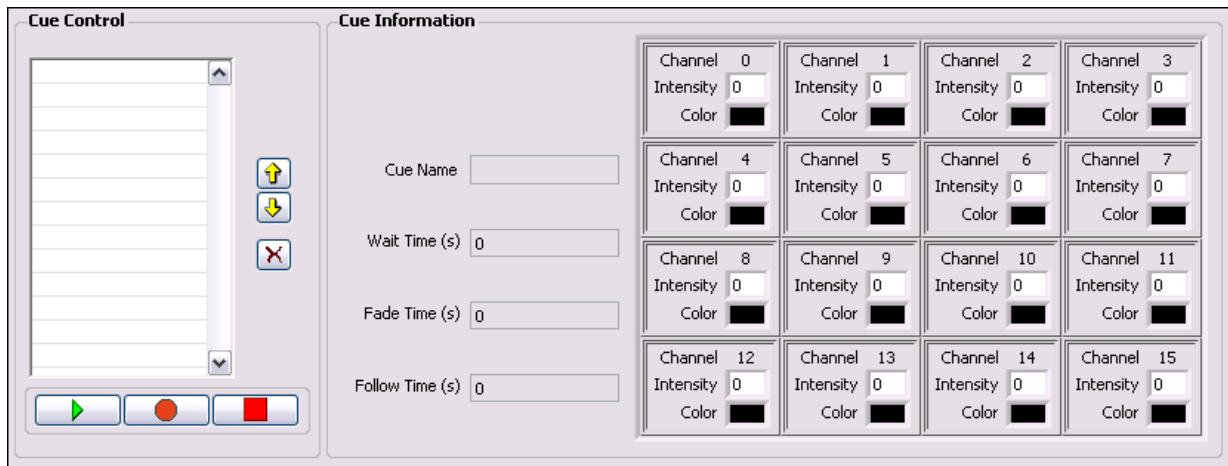 Cue Control
Cue Information
Cue Name
Wait Time (s) 0
Fade Time (s) 0
Follow Time (s) 0
Channel 0 Channel 1 Channel 2 Channel 3
Intensity 0 Intensity 0 Intensity 0 Intensity 0
Color Color Color Color
Channel 4 Channel 5 Channel 6 Channel 7
Intensity 0 Intensity 0 Intensity 0 Intensity 0
Color Color Color Color
Channel 8 Channel 9 Channel 10 Channel 11
Intensity 0 Intensity 0 Intensity 0 Intensity 0
Color Color Color Color
Channel 12 Channel 13 Channel 14 Channel 15
Intensity 0 Intensity 0 Intensity 0 Intensity 0
Color Color Color Color